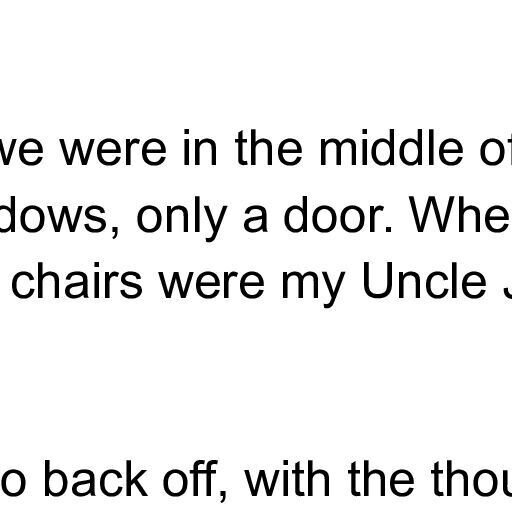 we were in the middle of
dows, only a door. Whe
chairs were my Uncle J
o back off, with the thou